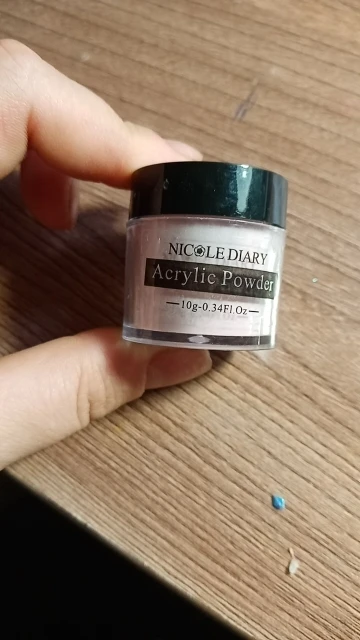 NICOLE DIARY
Acrylic Powder
10g-0.34Fl.Oz